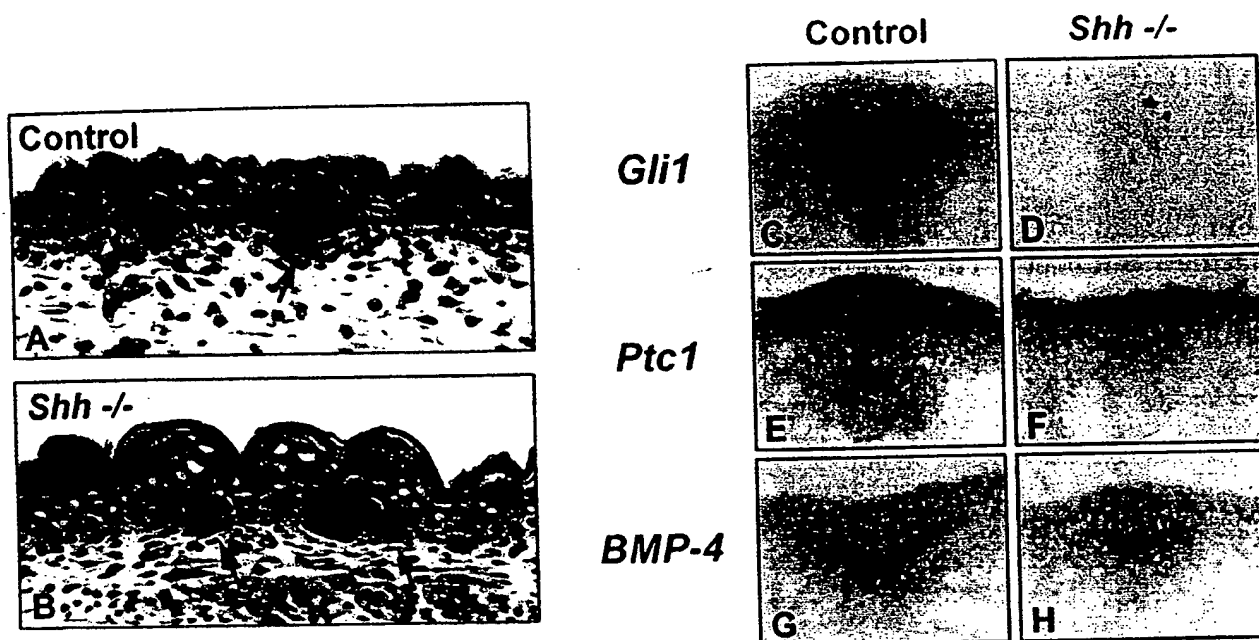 Control
A
Shh -/-
B
Control Shh -/-
Gli1
C D
Ptc1
E F
BMP-4
G H